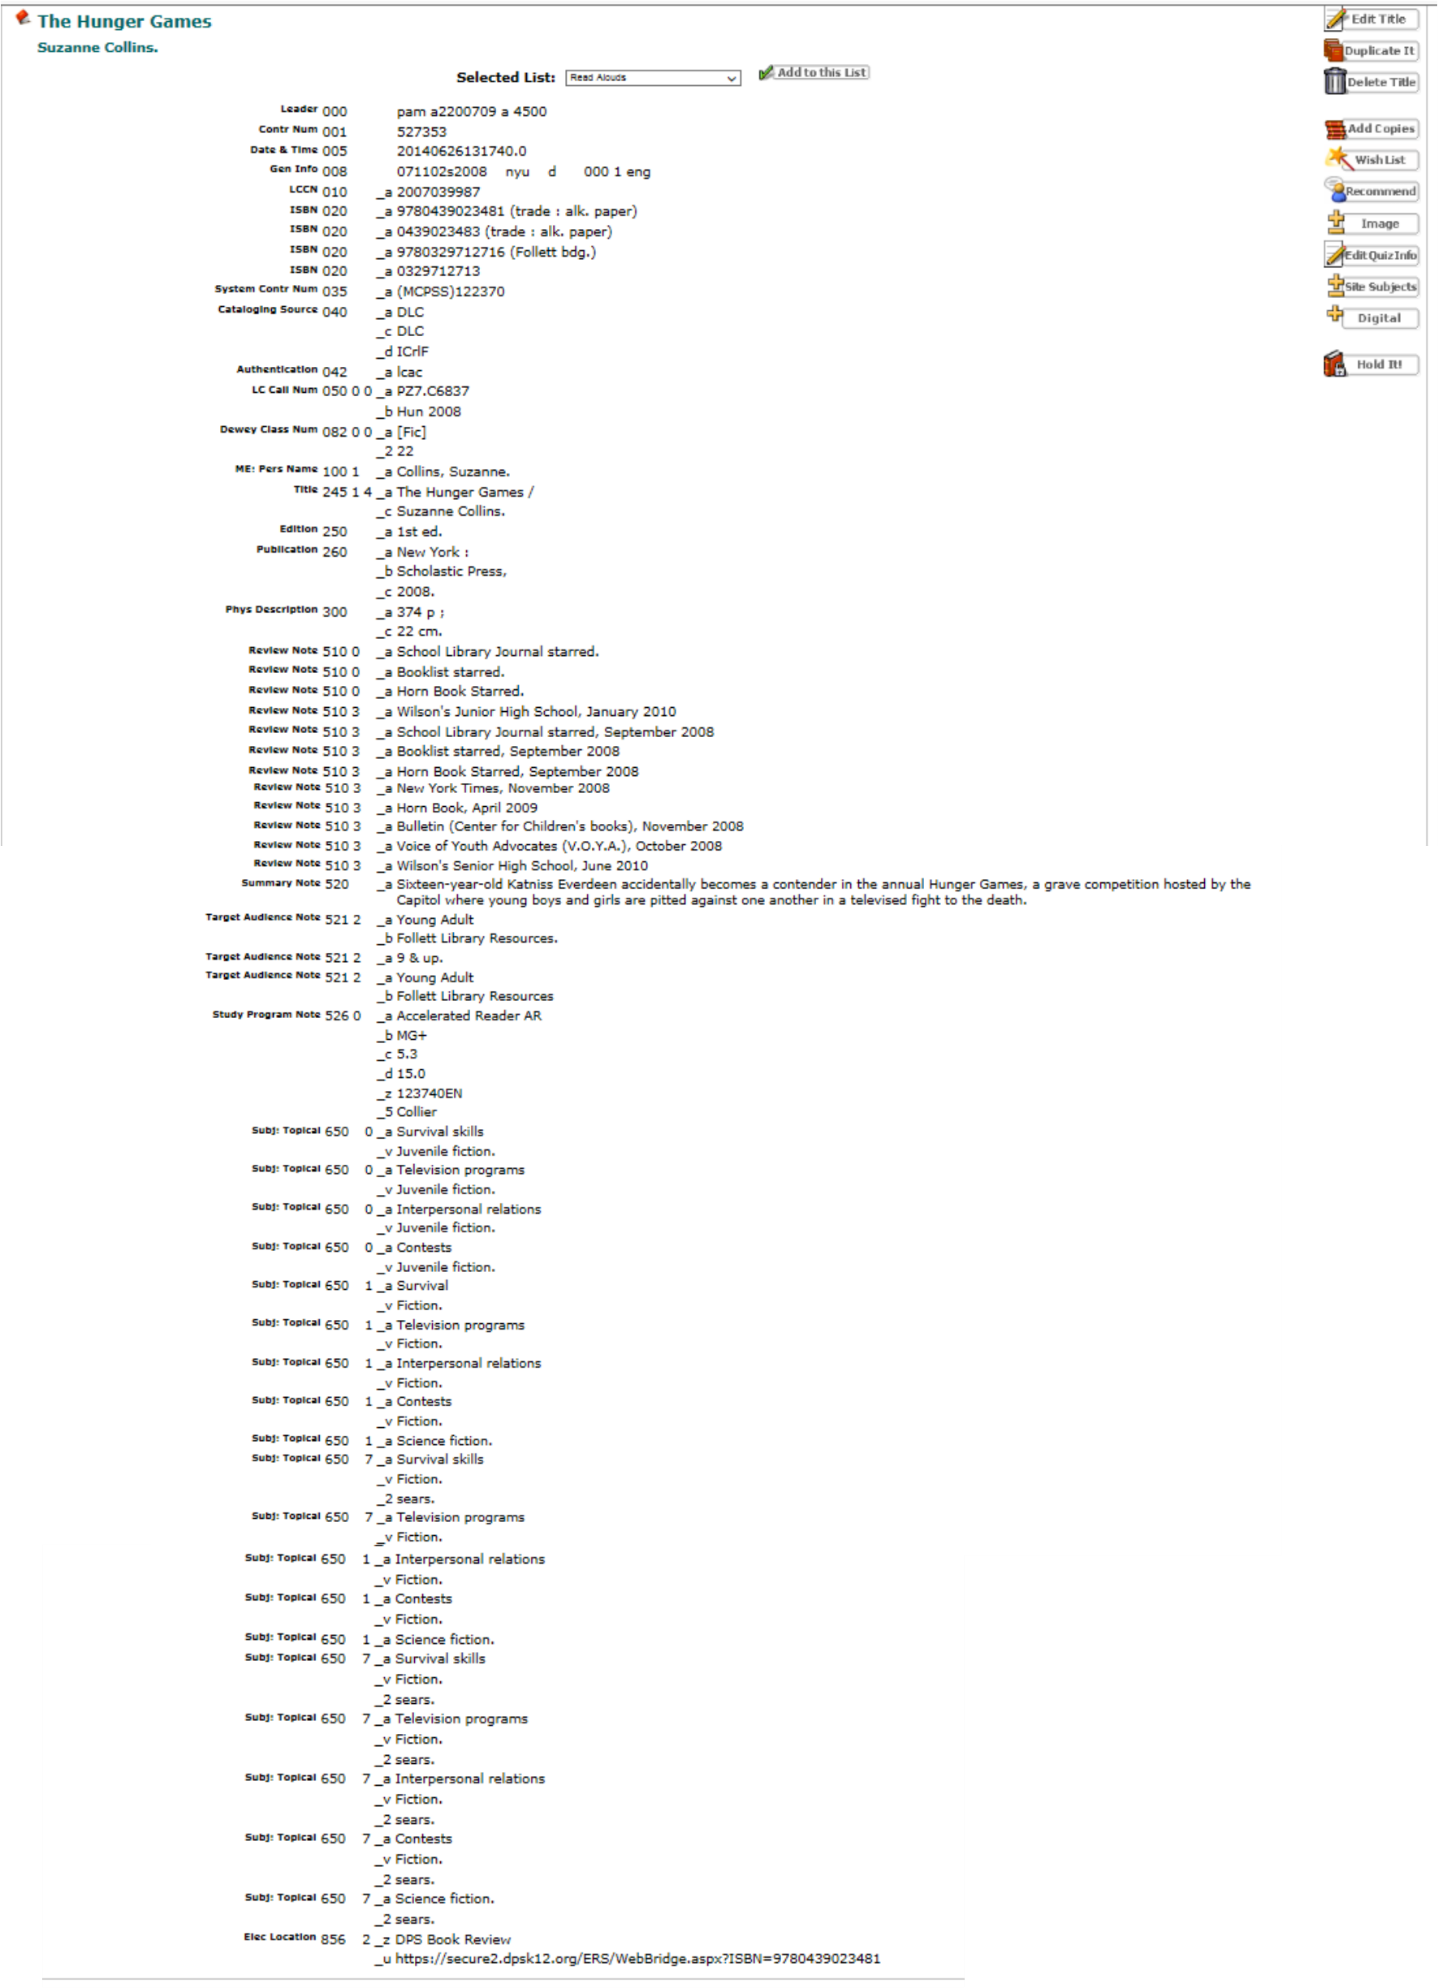 The Hunger Games
Edit Title
Suzanne Collins.
Duplicate It
Selected List: Read Alouds Add to this List
Delete Title
Leader 000 pam a2200709 a 4500
Contr Num 001 527353
Add Copies
Date & Time 005 20140626131740.0
Wish List
Gen Info 008 071102s2008 nyu d 000 1 eng
LCCN 010 _a 2007039987
Recommend
ISBN 020 _a 9780439023481 (trade : alk. paper)
Image
ISBN 020 _a 0439023483 (trade : alk. paper)
ISBN 020 _a 9780329712716 (Follett bdg.)
Edit Quiz Info
ISBN 020 _a 0329712713
Site Subjects
System Contr Num 035 _a (MCPSS)122370
Cataloging Source 040 _a DLC
Digital
_c DLC
_d ICrlF
Hold It!
Authentication 042 _a lcac
LC Call Num 050 0 0 _a PZ7.C6837
_b Hun 2008
Dewey Class Num 082 0 0 _a [Fic]
_2 22
ME: Pers Name 100 1 _a Collins, Suzanne.
Title 245 1 4 _a The Hunger Games /
_c Suzanne Collins.
Edition 250 _a 1st ed.
Publication 260 _a New York :
_b Scholastic Press,
_c 2008.
Phys Description 300 _a 374 p ;
_c 22 cm.
Review Note 510 0 _a School Library Journal starred.
Review Note 510 0 _a Booklist starred.
Review Note 510 0 _a Horn Book Starred.
Review Note 510 3 _a Wilson's Junior High School, January 2010
Review Note 510 3 _a School Library Journal starred, September 2008
Review Note 510 3 _a Booklist starred, September 2008
Review Note 510 3 _a Horn Book Starred, September 2008
Review Note 510 3 _a New York Times, November 2008
Review Note 510 3 _a Horn Book, April 2009
Review Note 510 3 _a Bulletin (Center for Children's books), November 2008
Review Note 510 3 _a Voice of Youth Advocates (V.O.Y.A.), October 2008
Review Note 510 3 _a Wilson's Senior High School, June 2010
Summary Note 520 _a Sixteen-year-old Katniss Everdeen accidentally becomes a contender in the annual Hunger Games, a grave competition hosted by the
Capitol where young boys and girls are pitted against one another in a televised fight to the death.
Target Audience Note 521 2 _a Young Adult
_b Follett Library Resources.
Target Audience Note 521 2 _a 9 & up.
Target Audience Note 521 2 _a Young Adult
_b Follett Library Resources
Study Program Note 526 0 _a Accelerated Reader AR
_b MG+
_c 5.3
_d 15.0
_z 123740EN
_5 Collier
Subj: Topical 650 0 _a Survival skills
_v Juvenile fiction.
Subj: Topical 650 0 _a Television programs
_v Juvenile fiction.
Subj: Topical 650 0 _a Interpersonal relations
_v Juvenile fiction.
Subj: Topical 650 0 _a Contests
_v Juvenile fiction.
Subj: Topical 650 1 _a Survival
_v Fiction.
Subj: Topical 650 1 _a Television programs
_v Fiction.
Subj: Topical 650 1 _a Interpersonal relations
_v Fiction.
Subj: Topical 650 1 _a Contests
_v Fiction.
Subj: Topical 650 1 _a Science fiction.
Subj: Topical 650 7 _a Survival skills
_v Fiction.
_2 sears.
Subj: Topical 650 7 _a Television programs
_v Fiction.
Subj: Topical 650 1 _a Interpersonal relations
_v Fiction.
Subj: Topical 650 1 _a Contests
_v Fiction.
Subj: Topical 650 1 _a Science fiction.
Subj: Topical 650 7 _a Survival skills
_v Fiction.
_2 sears.
Subj: Topical 650 7 _a Television programs
_v Fiction.
_2 sears.
Subj: Topical 650 7 _a Interpersonal relations
_v Fiction.
_2 sears.
Subj: Topical 650 7 _a Contests
_v Fiction.
_2 sears.
Subj: Topical 650 7 _a Science fiction.
_2 sears.
Elec Location 856 2 _z DPS Book Review
_u https://secure2.dpsk12.org/ERS/WebBridge.aspx?ISBN=9780439023481